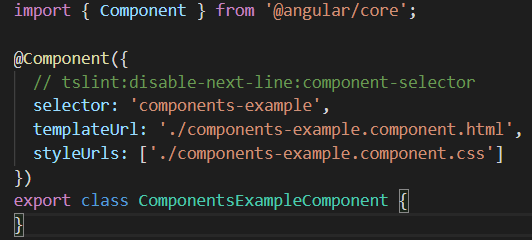 import { Component } from '@angular/core';
@Component({
// tslint:disable-next-line:component-selector
selector: 'components-example',
templateUrl: './components-example.component.html',
styleUrls: ['./components-example.component.css']
})
export class ComponentsExampleComponent {
}